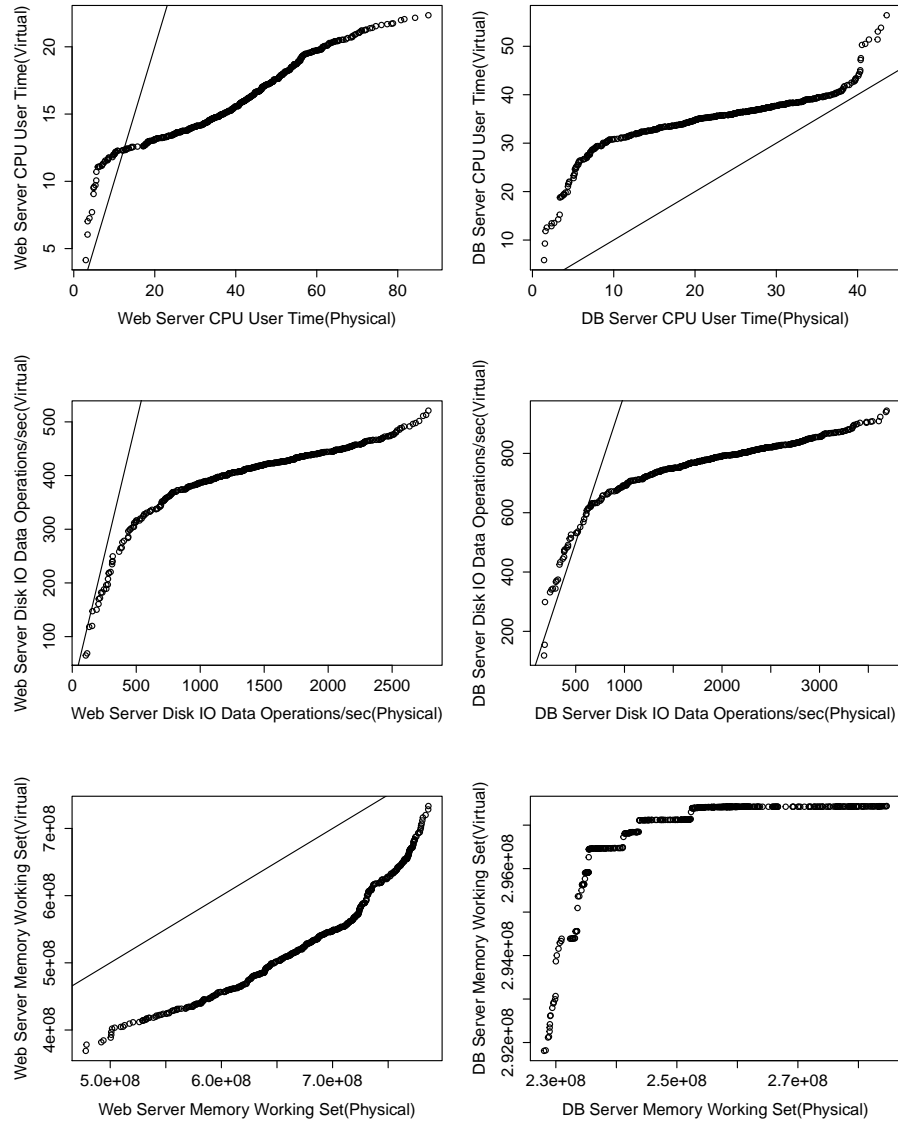 Web Server CPU User Time(Virtual)
5 10 15 20
0 20 40 60 80
Web Server CPU User Time(Physical)
DB Server CPU User Time(Virtual)
10 20 30 40 50
0 10 20 30 40
DB Server CPU User Time(Physical)
Web Server Disk IO Data Operations/sec(Virtual)
100 200 300 400 500
0 500 1000 1500 2000 2500
Web Server Disk IO Data Operations/sec(Physical)
DB Server Disk IO Data Operations/sec(Virtual)
200 400 600 800
500 1000 2000 3000
DB Server Disk IO Data Operations/sec(Physical)
Web Server Memory Working Set(Virtual)
4e+08 5e+08 6e+08 7e+08
5.0e+08 6.0e+08 7.0e+08
Web Server Memory Working Set(Physical)
DB Server Memory Working Set(Virtual)
2.92e+08 2.94e+08 2.96e+08
2.3e+08 2.5e+08 2.7e+08
DB Server Memory Working Set(Physical)